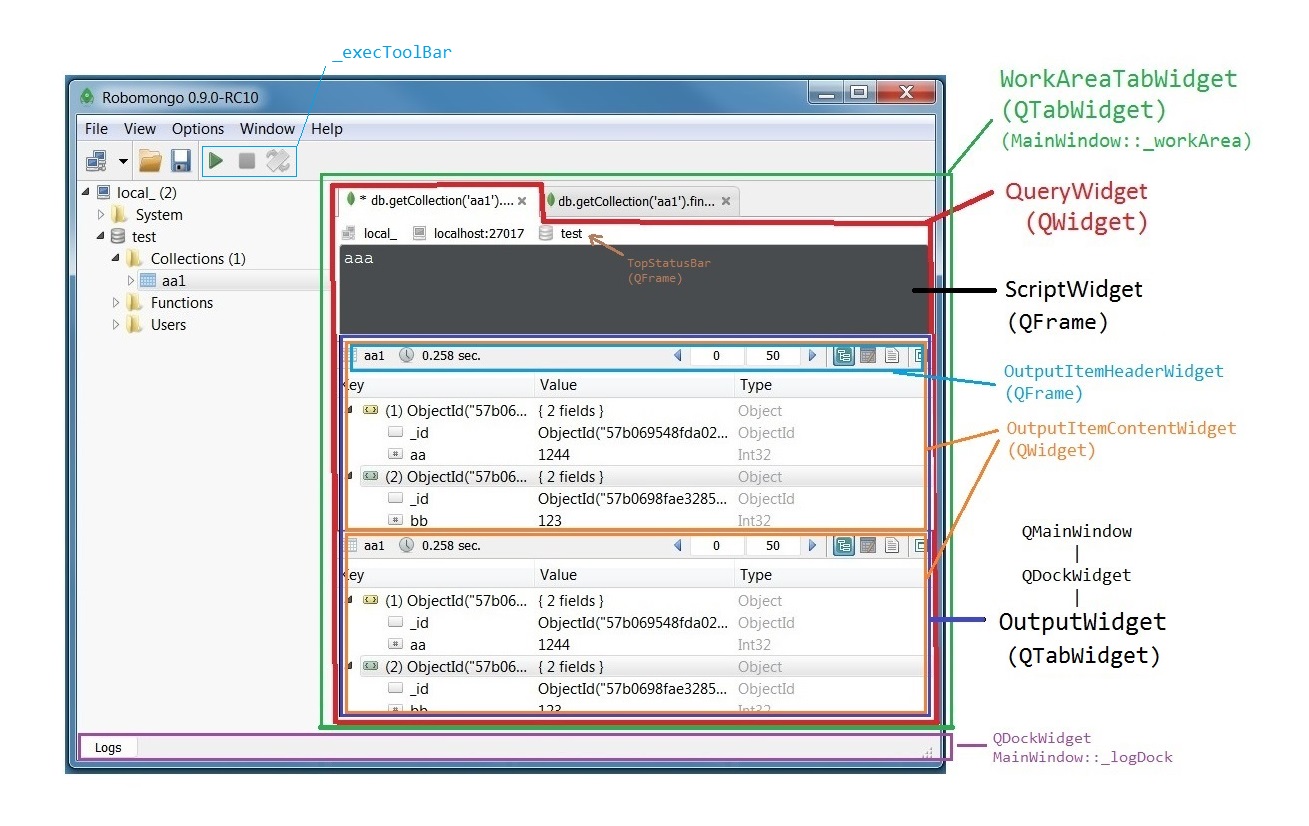 _execToolBar
Robomongo 0.9.0-RC10
File View Options Window Help
local_ (2)
System
test
Collections (1)
aa1
Functions
Users
* db.getCollection('aa1').... db.getCollection('aa1').fin...
local_ localhost:27017 test
TopStatusBar
(QFrame)
aaa
aa1 0.258 sec. 0 50
Key Value Type
(1) ObjectId("57b06... { 2 fields } Object
_id ObjectId("57b069548fda02... ObjectId
aa 1244 Int32
(2) ObjectId("57b06... { 2 fields } Object
_id ObjectId("57b0698fae3285... ObjectId
bb 123 Int32
aa1 0.258 sec. 0 50
Key Value Type
(1) ObjectId("57b06... { 2 fields } Object
_id ObjectId("57b069548fda02... ObjectId
aa 1244 Int32
(2) ObjectId("57b06... { 2 fields } Object
_id ObjectId("57b0698fae3285... ObjectId
bb 123 Int32
Logs
WorkAreaTabWidget
(QTabWidget)
(MainWindow::_workArea)
QueryWidget
(QWidget)
ScriptWidget
(QFrame)
OutputItemHeaderWidget
(QFrame)
OutputItemContentWidget
(QWidget)
QMainWindow
|
QDockWidget
|
OutputWidget
(QTabWidget)
QDockWidget
MainWindow::_logDock